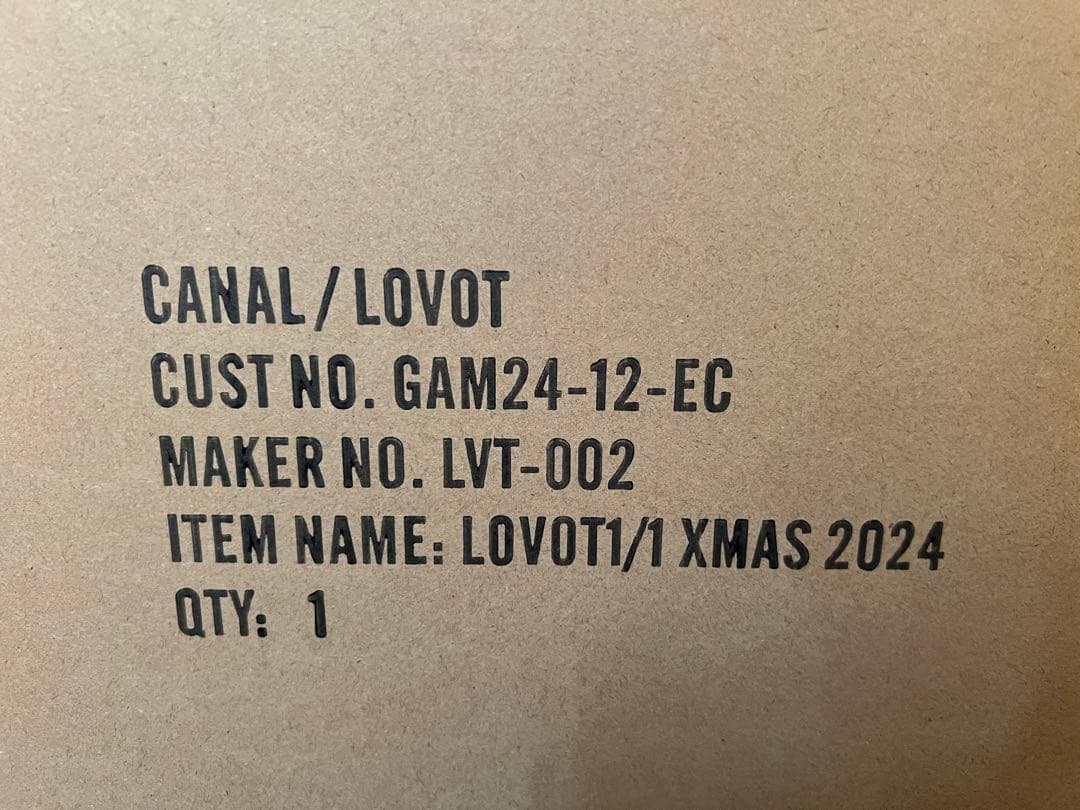 CANAL / LOVOT
CUST NO. GAM24-12-EC
MAKER NO. LVT-002
ITEM NAME: LOVOT1/1 XMAS 2024
QTY: 1